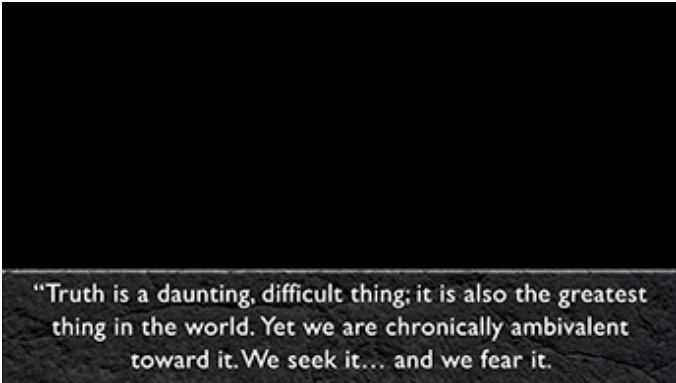 “Truth is a daunting, difficult thing; it is also the greatest
thing in the world. Yet we are chronically ambivalent
toward it. We seek it… and we fear it.